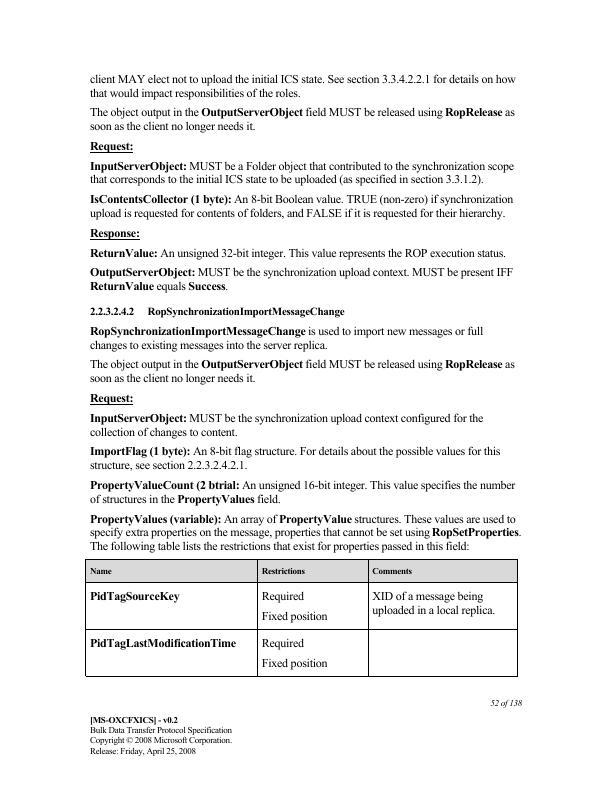 client MAY elect not to upload the initial ICS state. See section 3.3.4.2.2.1 for details on how
that would impact responsibilities of the roles.
The object output in the OutputServerObject field MUST be released using RopRelease as
soon as the client no longer needs it.
Request:
InputServerObject: MUST be a Folder object that contributed to the synchronization scope
that corresponds to the initial ICS state to be uploaded (as specified in section 3.3.1.2).
IsContentsCollector (1 byte): An 8-bit Boolean value. TRUE (non-zero) if synchronization
upload is requested for contents of folders, and FALSE if it is requested for their hierarchy.
Response:
ReturnValue: An unsigned 32-bit integer. This value represents the ROP execution status.
OutputServerObject: MUST be the synchronization upload context. MUST be present IFF
ReturnValue equals Success.
2.2.3.2.4.2 RopSynchronizationImportMessageChange
RopSynchronizationImportMessageChange is used to import new messages or full
changes to existing messages into the server replica.
The object output in the OutputServerObject field MUST be released using RopRelease as
soon as the client no longer needs it.
Request:
InputServerObject: MUST be the synchronization upload context configured for the
collection of changes to content.
ImportFlag (1 byte): An 8-bit flag structure. For details about the possible values for this
structure, see section 2.2.3.2.4.2.1.
PropertyValueCount (2 btrial: An unsigned 16-bit integer. This value specifies the number
of structures in the PropertyValues field.
PropertyValues (variable): An array of PropertyValue structures. These values are used to
specify extra properties on the message, properties that cannot be set using RopSetProperties.
The following table lists the restrictions that exist for properties passed in this field:
Name Restrictions Comments
PidTagSourceKey Required XID of a message being
Fixed position uploaded in a local replica.
PidTagLastModificationTime Required
Fixed position
52 of 138
[MS-OXCFXICS] - v0.2
Bulk Data Transfer Protocol Specification
Copyright © 2008 Microsoft Corporation.
Release: Friday, April 25, 2008